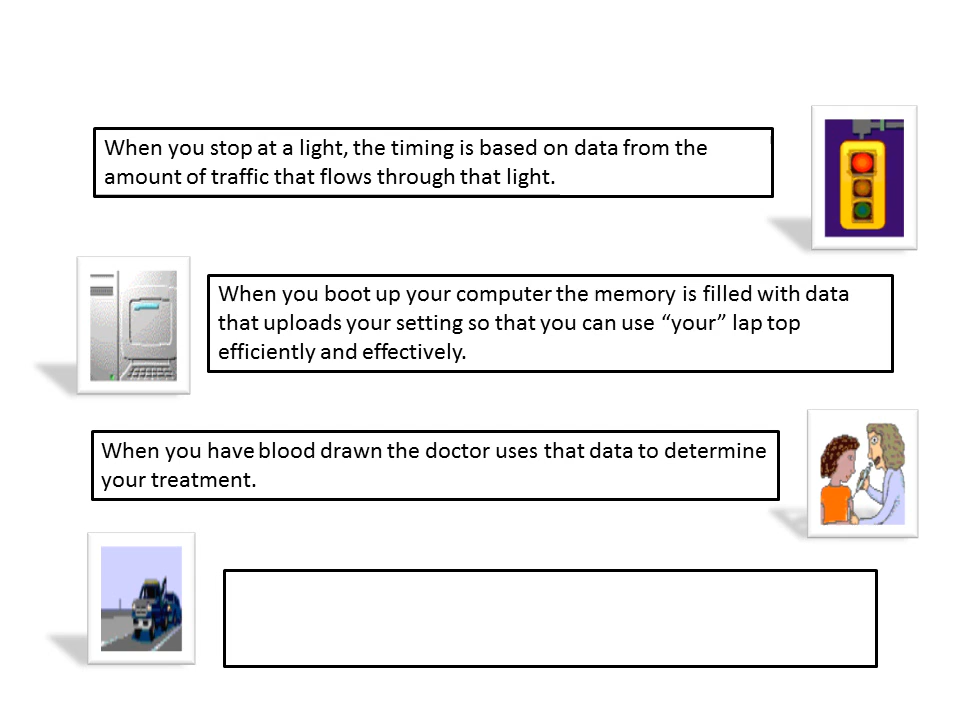 When you stop at a light, the timing is based on data from the
amount of traffic that flows through that light.
When you boot up your computer the memory is filled with data
that uploads your setting so that you can use “your” lap top
efficiently and effectively.
When you have blood drawn the doctor uses that data to determine
your treatment.